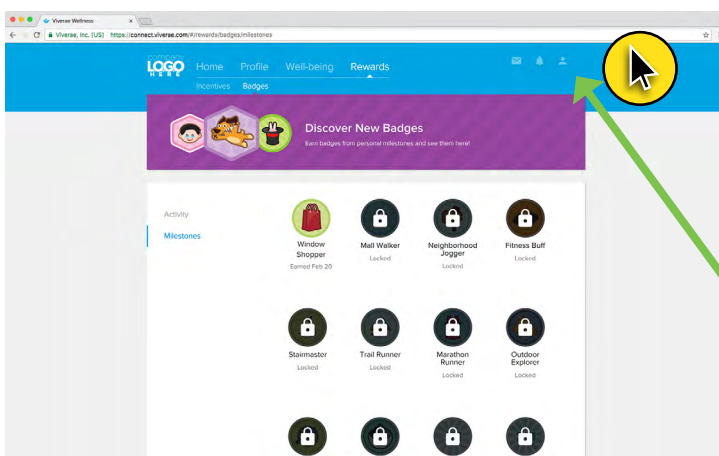 Viverae Wellness
Viverae, Inc. [US] https://connect.viverae.com/#/rewards/badges/milestones
company
LOGO
HERE
Home Profile Well-being Rewards
Incentives Badges
Discover New Badges
Earn badges from personal milestones and see them here!
Activity
Milestones
Window
Shopper
Earned Feb 20
Mall Walker
Locked
Neighborhood
Jogger
Locked
Fitness Buff
Locked
Stairmaster
Locked
Trail Runner
Locked
Marathon
Runner
Locked
Outdoor
Explorer
Locked